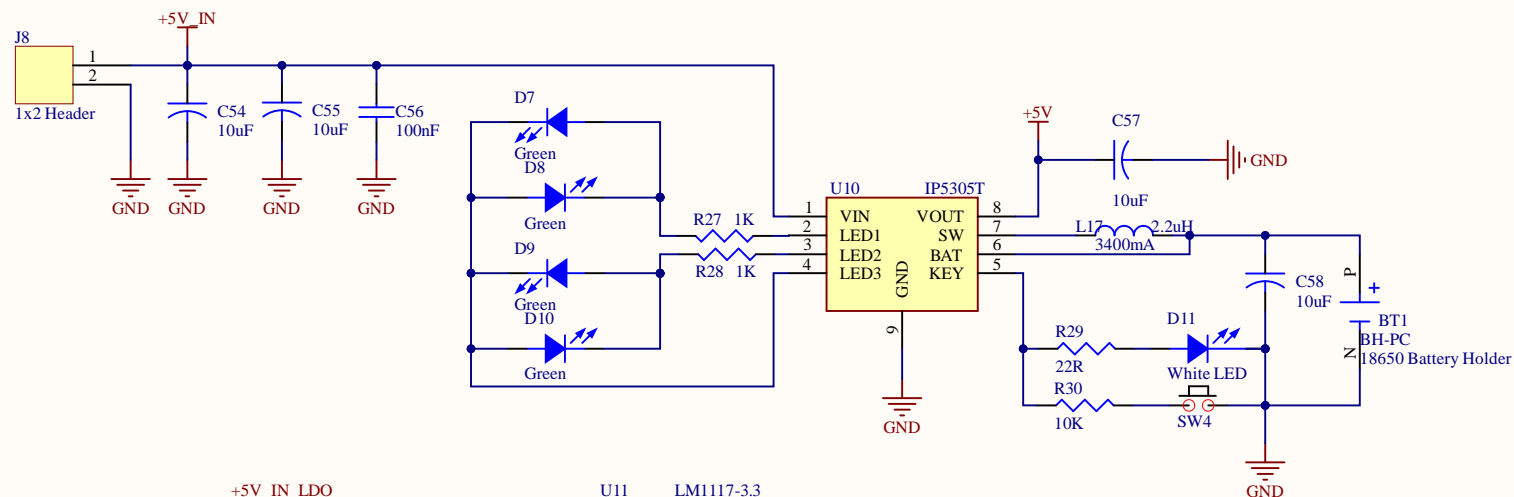 +5V_IN
J8
1
2
1x2 Header
C54
10uF
C55
10uF
C56
100nF
GND
GND
GND
GND
D7
Green
D8
Green
D9
Green
D10
Green
R27 1K
R28 1K
U10
IP5305T
1
2
3
4
VIN
LED1
LED2
LED3
GND
9
VOUT
SW
BAT
KEY
8
7
6
5
GND
+5V
C57
10uF
GND
L17
2.2uH
3400mA
C58
10uF
P
+
N
BT1
BH-PC
18650 Battery Holder
R29
22R
D11
White LED
R30
10K
SW4
GND
+5V_IN_LDO
U11
LM1117-3.3